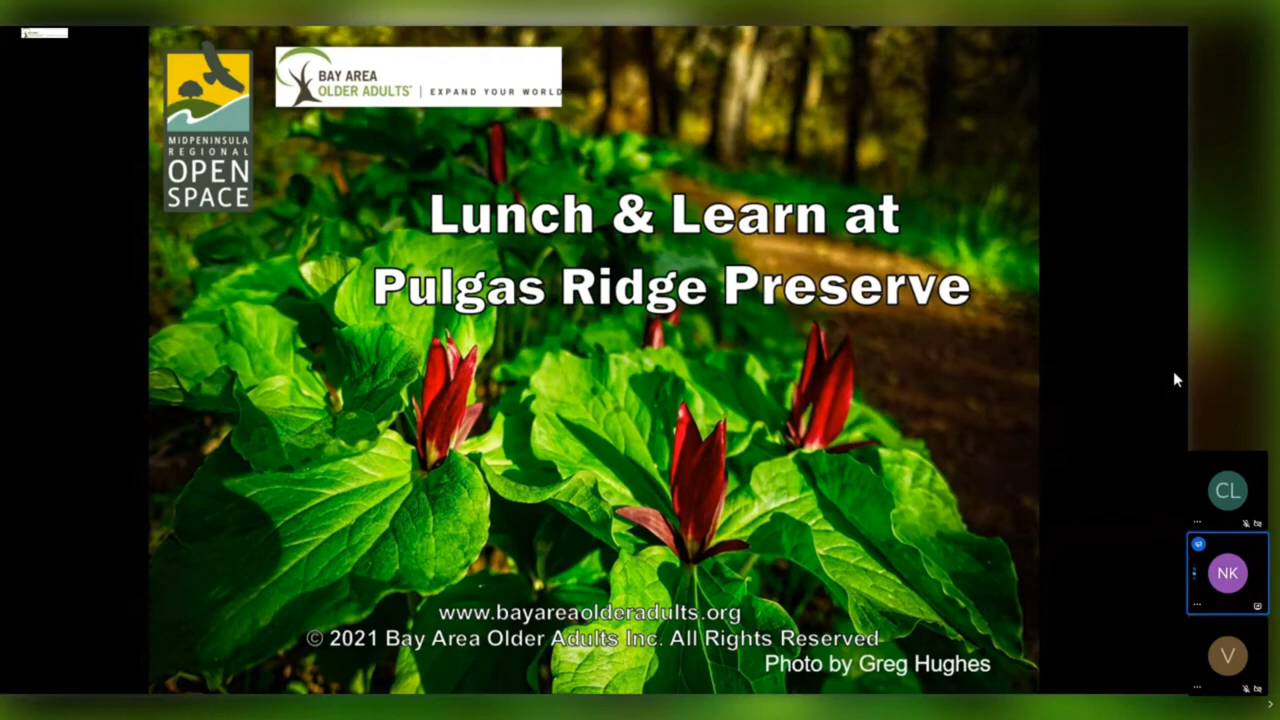 MIDPENINSULA
REGIONAL
OPEN
SPACE
BAY AREA
OLDER ADULTS | EXPAND YOUR WORLD
Lunch & Learn at
Pulgas Ridge Preserve
www.bayareaolderadults.org
© 2021 Bay Area Older Adults Inc. All Rights Reserved
Photo by Greg Hughes
CL
NK
V